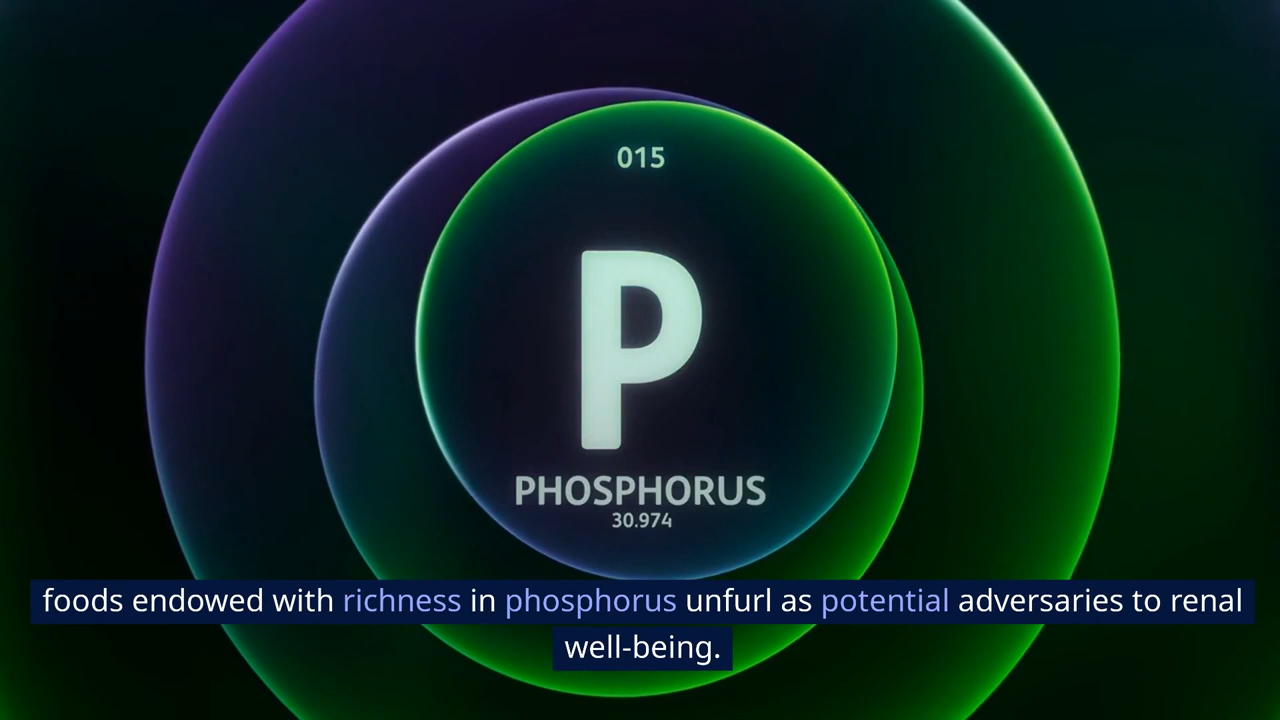 015
P
PHOSPHORUS
30.974
foods endowed with richness in phosphorus unfurl as potential adversaries to renal
well-being.